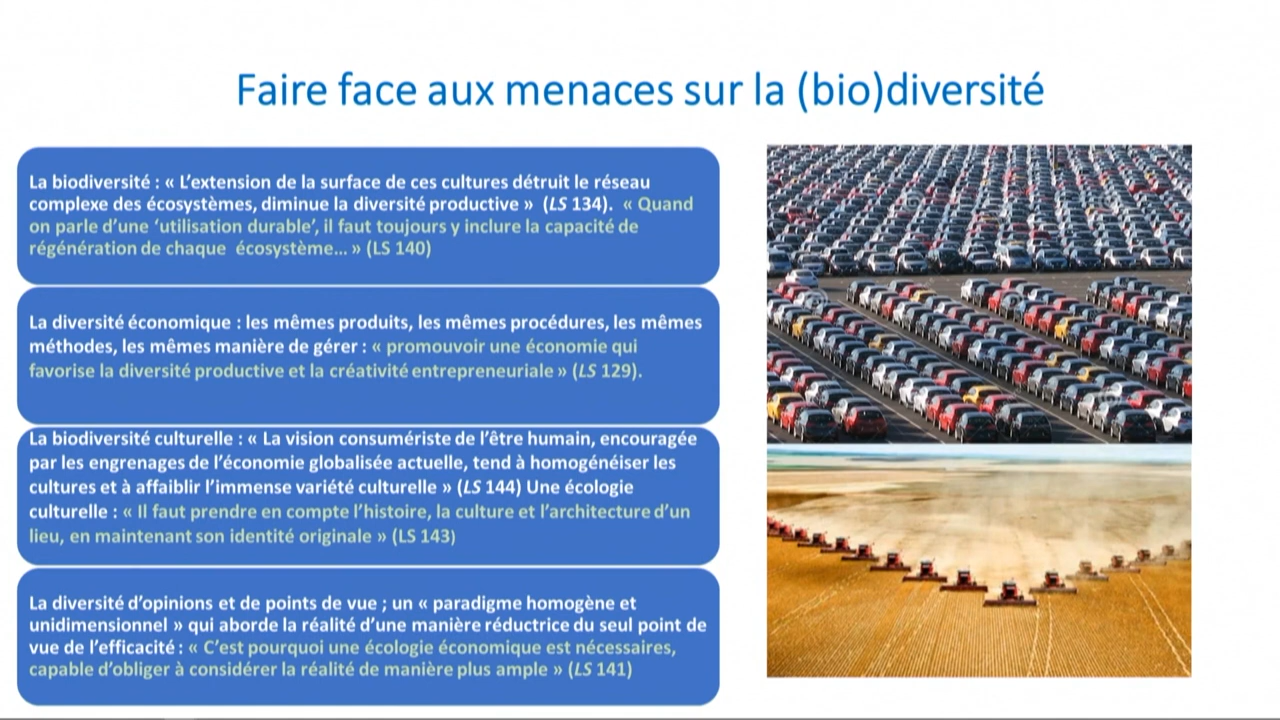 Faire face aux menaces sur la (bio)diversité
La biodiversité : « L’extension de la surface de ces cultures détruit le réseau
complexe des écosystèmes, diminue la diversité productive » (LS 134). « Quand
on parle d’une ‘utilisation durable’, il faut toujours y inclure la capacité de
régénération de chaque écosystème... » (LS 140)
La diversité économique : les mêmes produits, les mêmes procédures, les mêmes
méthodes, les mêmes manière de gérer : « promouvoir une économie qui
favorise la diversité productive et la créativité entrepreneuriale » (LS 129).
La biodiversité culturelle : « La vision consumériste de l’être humain, encouragée
par les engrenages de l’économie globalisée actuelle, tend à homogénéiser les
cultures et à affaiblir l’immense variété culturelle » (LS 144) Une écologie
culturelle : « Il faut prendre en compte l’histoire, la culture et l’architecture d’un
lieu, en maintenant son identité originale » (LS 143)
La diversité d’opinions et de points de vue ; un « paradigme homogène et
unidimensionnel » qui aborde la réalité d’une manière réductrice du seul point de
vue de l’efficacité : « C’est pourquoi une écologie économique est nécessaires,
capable d’obliger à considérer la réalité de manière plus ample » (LS 141)